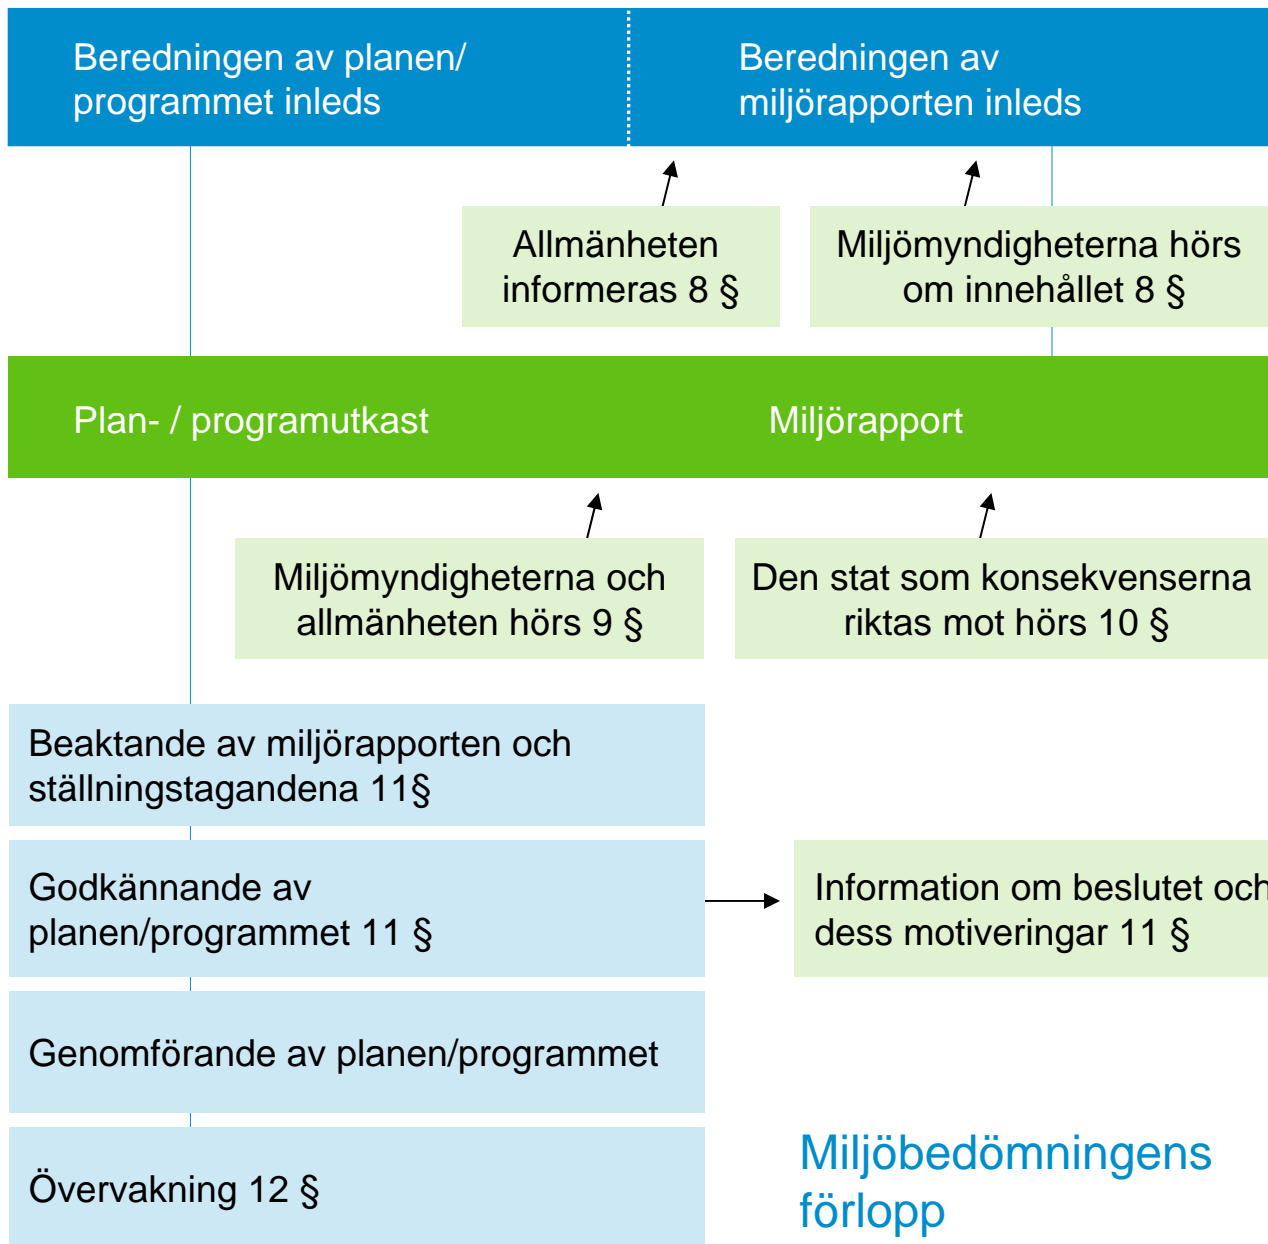 Beredningen av planen/
programmet inleds
Beredningen av
miljörapporten inleds
Allmänheten
informeras 8 §
Miljömyndigheterna hörs
om innehållet 8 §
Plan- / programutkast
Miljörapport
Miljömyndigheterna och
allmänheten hörs 9 §
Den stat som konsekvenserna
riktas mot hörs 10 §
Beaktande av miljörapporten och
ställningstagandena 11§
Godkännande av
planen/programmet 11 §
Information om beslutet och
dess motiveringar 11 §
Genomförande av planen/programmet
Övervakning 12 §
Miljöbedömningens
förlopp